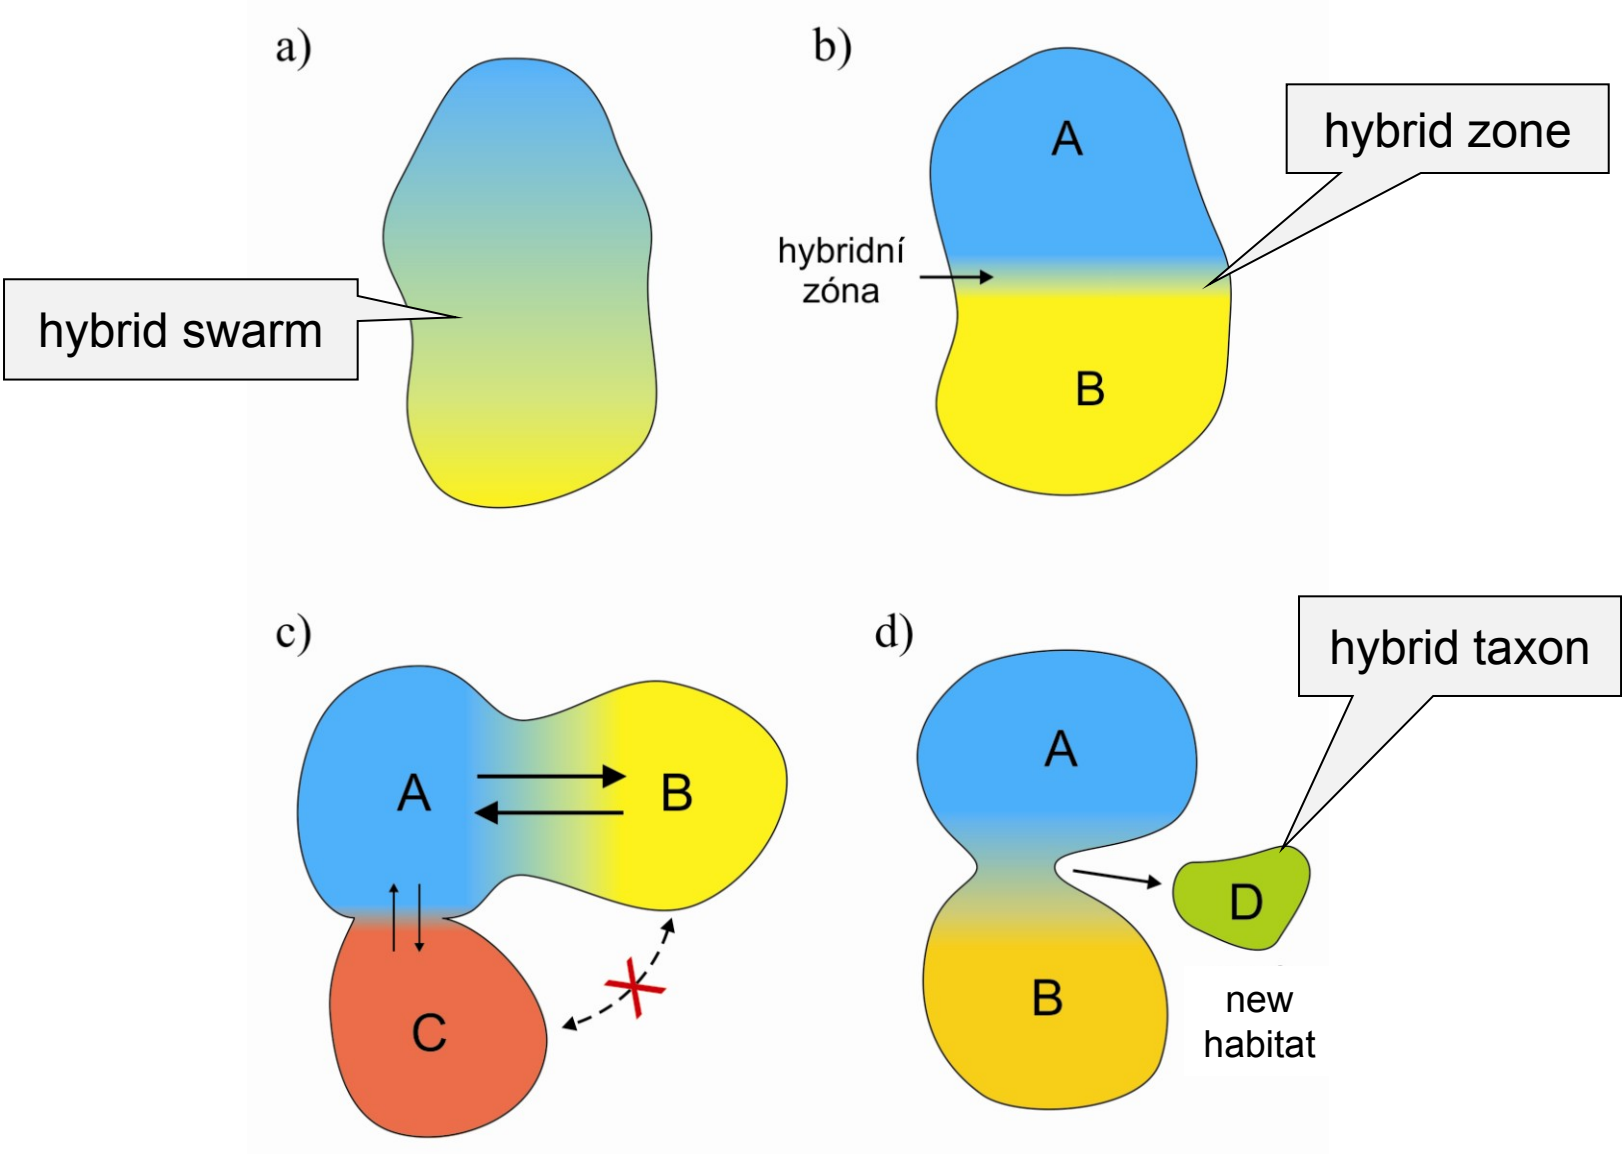 a)
hybrid swarm
b)
A
hybrid zone
hybridní
zóna
B
c)
A
B
C
d)
hybrid taxon
A
D
B
new
habitat